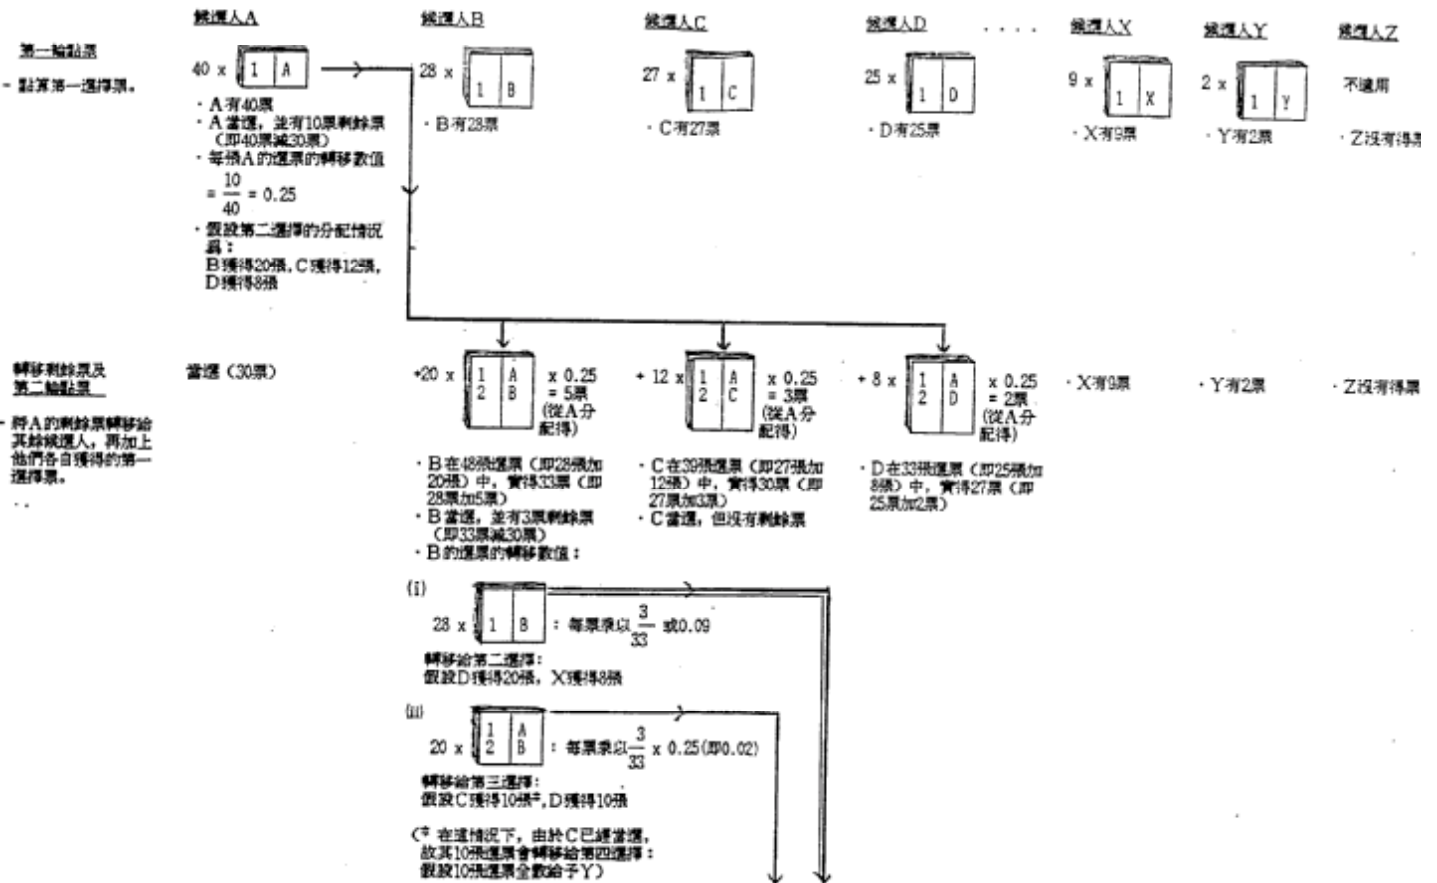 候選人A 候選人B 候選人C 候選人D .... 候選人X 候選人Y 候選人Z
第一輪點票
- 點算第一選擇票。
40 x 1 A
28 x 1 B
27 x 1 C
25 x 1 D
9 x 1 X
2 x 1 Y
不適用
・A有40票
・A當選，並有10票剩餘票
（即40票減30票）
・每張A的選票的轉移數值
= 10/40 = 0.25
・假設第二選擇的分配情況
爲：
B獲得20張，C獲得12張，
D獲得8張
・B有28票
・C有27票
・D有25票
・X有9票
・Y有2票
・Z沒有得票
轉移剩餘票及
第二輪點票
- 將A的剩餘票轉移給
其餘候選人，再加上
他們各自獲得的第一
選擇票。
..
當選（30票）
+20 x 1 A 2 B x 0.25
= 5票
(從A分
配得)
+ 12 x 1 A 2 C x 0.25
= 3票
(從A分
配得)
+ 8 x 1 A 2 D x 0.25
= 2票
(從A分
配得)
・X有9票
・Y有2票
・Z沒有得票
・B在48張選票（即28張加
20張）中，實得33票（即
28票加5票）
・B當選，並有3票剩餘票
（即33票減30票）
・B的選票的轉移數值：
・C在39張選票（即27張加
12張）中，實得30票（即
27票加3票）
・C當選，但沒有剩餘票
・D在33張選票（即25張加
8張）中，實得27票（即
25票加2票）
(i)
28 x 1 B ：每票乘以 3/33 或0.09
轉移給第二選擇：
假設D獲得20張，X獲得8張
(ii)
20 x 1 A 2 B ：每票乘以 3/33 x 0.25(即0.02)
轉移給第三選擇：
假設C獲得10張*，D獲得10張
(* 在這情況下，由於C已經當選，
故其10張選票會轉移給第四選擇：
假設10張選票全數給予Y）